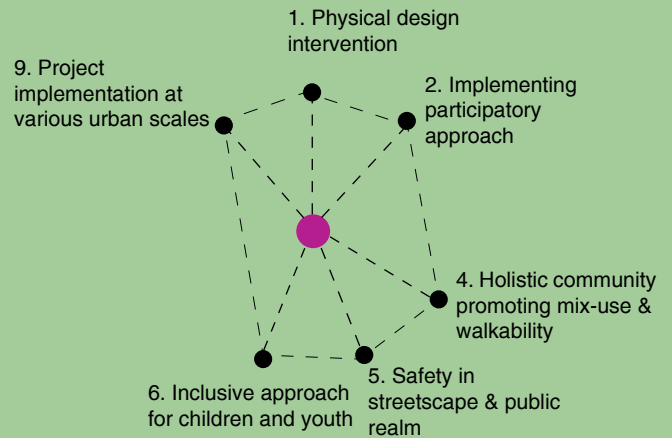 1. Physical design
intervention
2. Implementing
participatory
approach
4. Holistic community
promoting mix-use &
walkability
5. Safety in
streetscape & public
realm
6. Inclusive approach
for children and youth
9. Project
implementation at
various urban scales